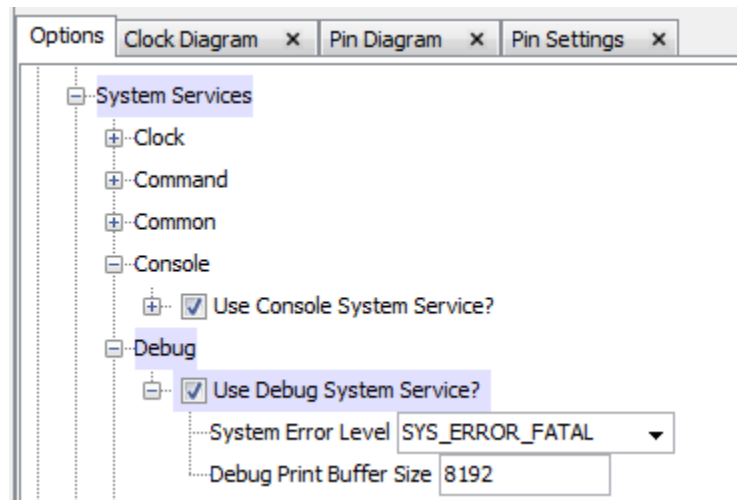 Options Clock Diagram × Pin Diagram × Pin Settings ×
System Services
Clock
Command
Common
Console
Use Console System Service?
Debug
Use Debug System Service?
System Error Level SYS_ERROR_FATAL
Debug Print Buffer Size 8192